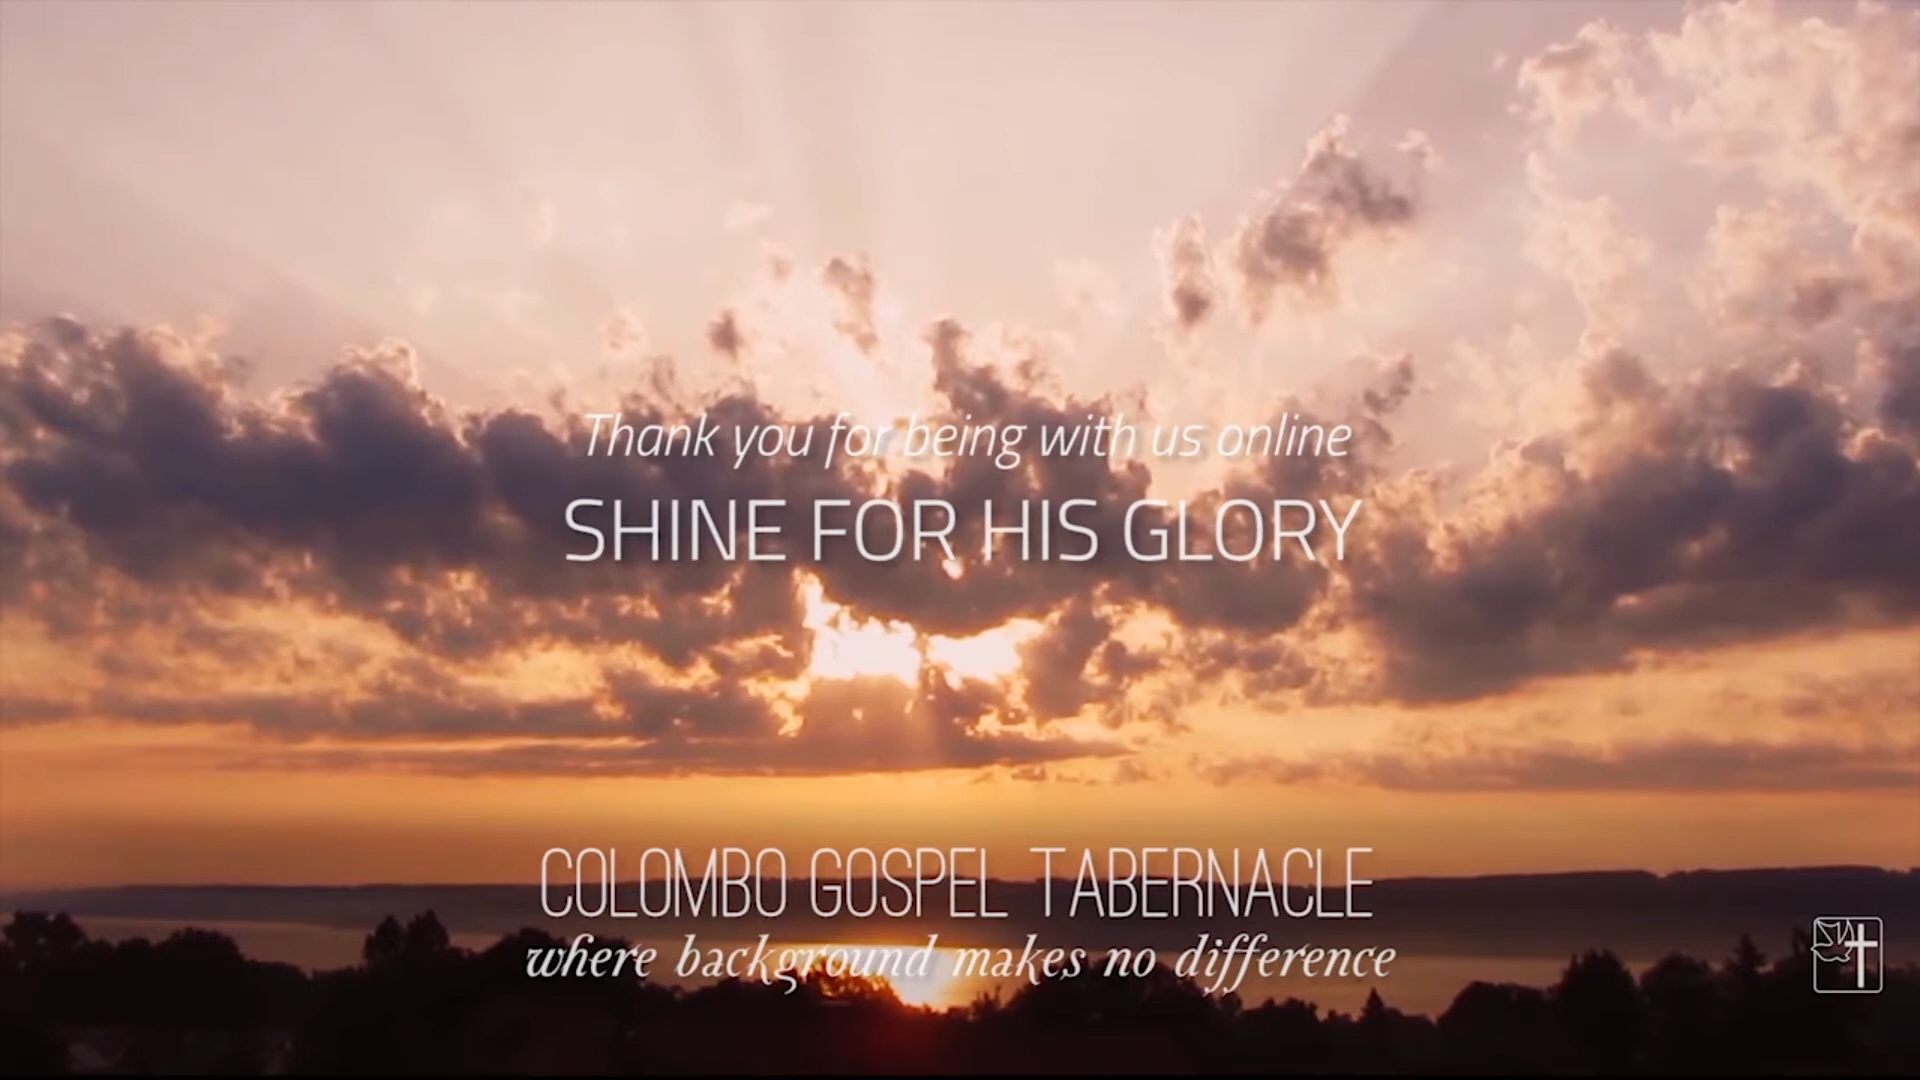 Thank you for being with us online
SHINE FOR HIS GLORY
COLOMBO GOSPEL TABERNACLE
where background makes no difference